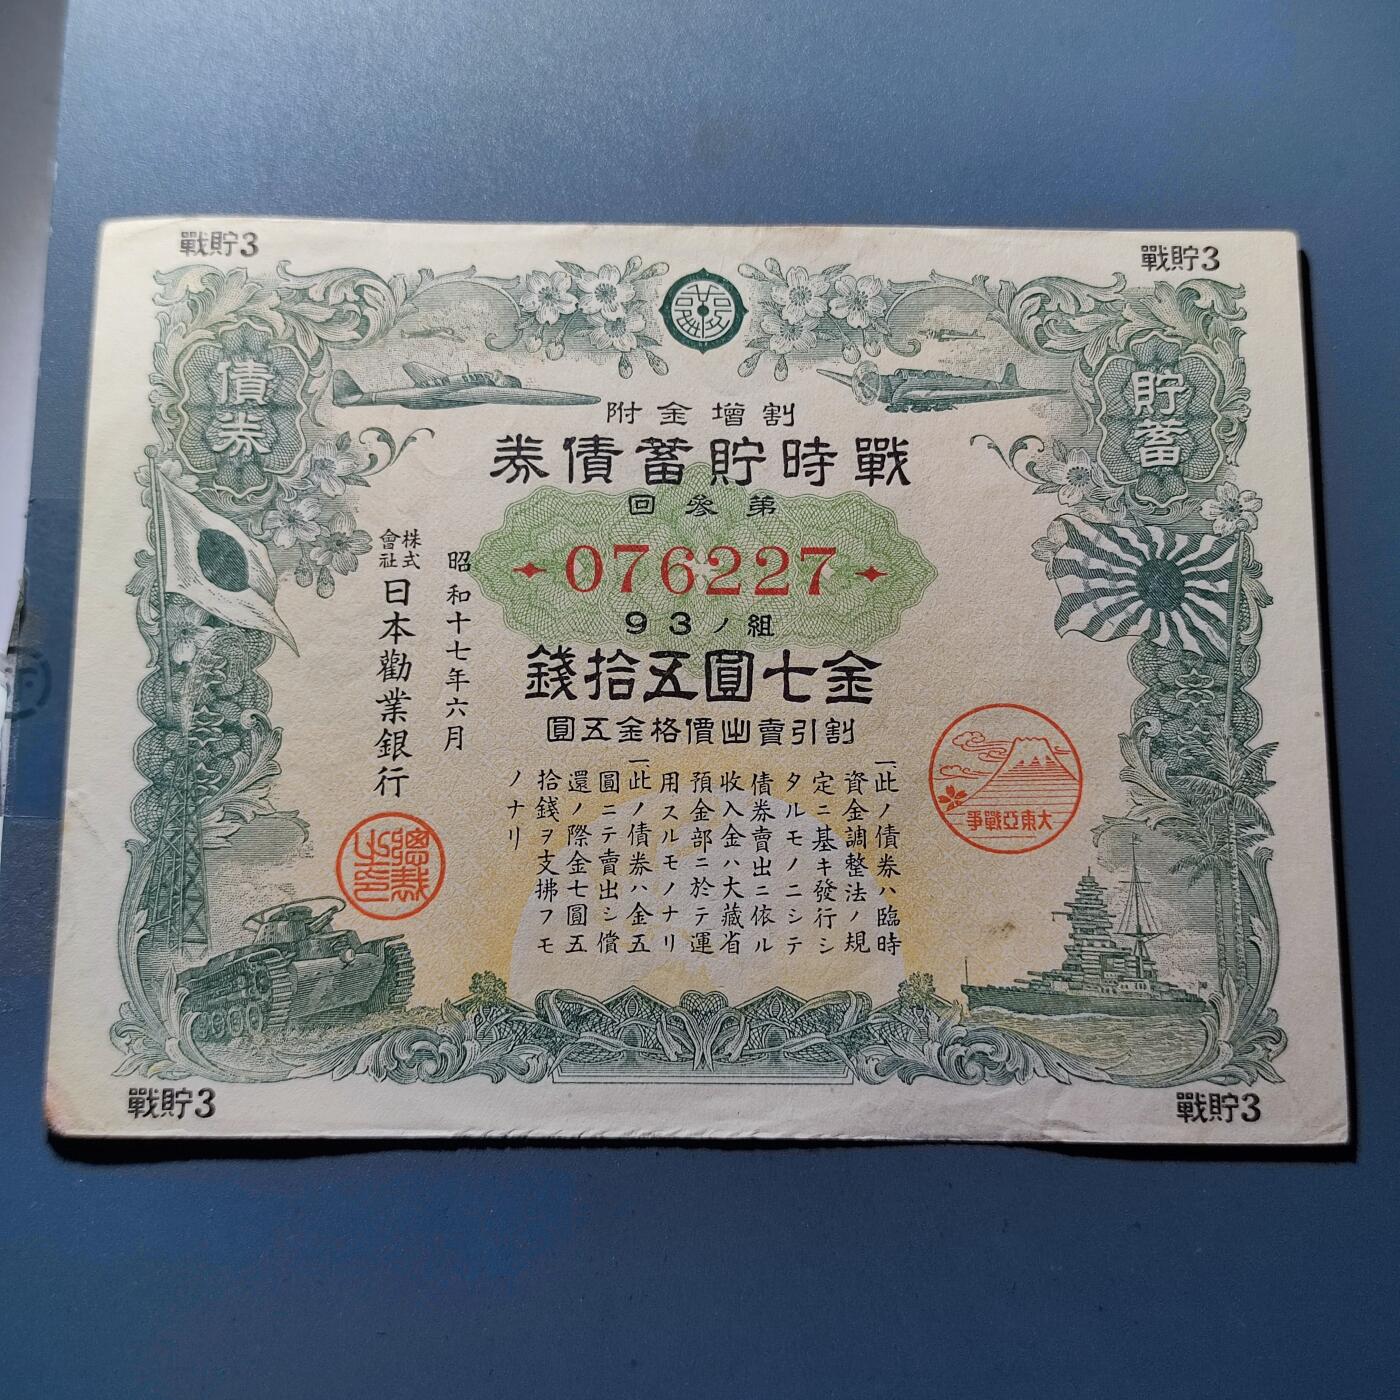 戰貯3
戰貯3
貯蓄
債券
割增金附
戰時貯蓄債券
第參回
076227
93ノ組
金七圓五拾錢
割引賣出價格金五圓
一此ノ債券ハ臨時
資金調整法ノ規
定ニ基キ發行シ
タルモノニシテ
債券賣出ニ依ル
收入金ハ大藏省
預金部ニ於テ運
用スルモノナリ
一此ノ債券ハ金五
圓ニテ賣出シ償
還ノ際金七圓五
拾錢ヲ支拂フモ
ノナリ
昭和十七年六月
株式會社日本勸業銀行
總裁之印
大東亞戰爭
戰貯3
戰貯3